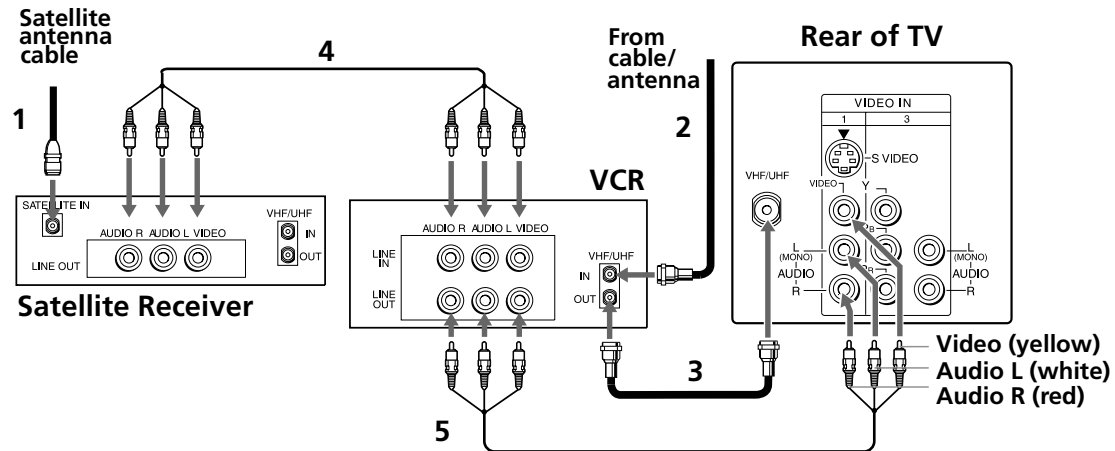 Satellite
antenna
cable
4
From
cable/
antenna
Rear of TV
1
2
VIDEO IN
1
3
S VIDEO
VCR
VHF/UHF
VIDEO
Y
SATELLITE IN
AUDIO R AUDIO L VIDEO
VHF/UHF
IN
OUT
LINE OUT
Satellite Receiver
AUDIO R AUDIO L VIDEO
LINE
IN
LINE
OUT
VHF/UHF
IN
OUT
PB
L
(MONO)
AUDIO
R
PR
L
(MONO)
AUDIO
R
3
5
Video (yellow)
Audio L (white)
Audio R (red)